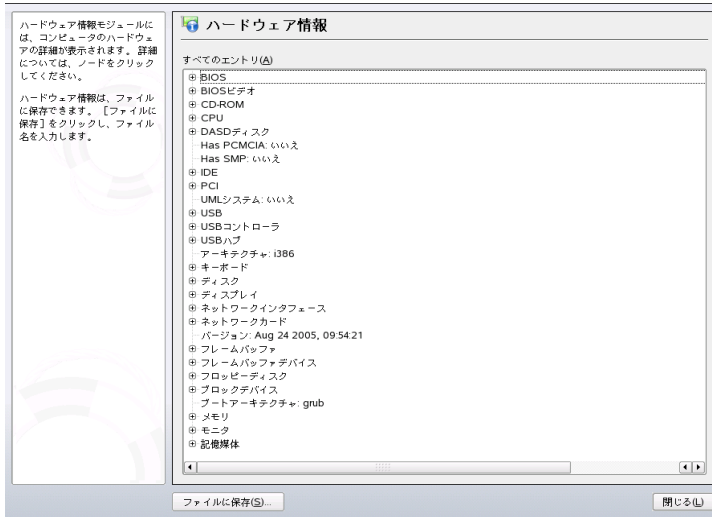 ハードウェア情報モジュールに
は、コンピュータのハードウェ
アの詳細が表示されます。 詳細
については、ノードをクリック
してください。
ハードウェア情報は、ファイル
に保存できます。 ［ファイルに
保存］をクリックし、ファイル
名を入力します。
ハードウェア情報
すべてのエントリ(A)
BIOS
BIOSビデオ
CD-ROM
CPU
DASDディスク
Has PCMCIA: いいえ
Has SMP: いいえ
IDE
PCI
UMLシステム: いいえ
USB
USBコントローラ
USBハブ
アーキテクチャ: i386
キーボード
ディスク
ディスプレイ
ネットワークインタフェース
ネットワークカード
バージョン: Aug 24 2005, 09:54:21
フレームバッファ
フレームバッファデバイス
フロッピーディスク
ブロックデバイス
ブートアーキテクチャ: grub
メモリ
モニタ
記憶媒体
ファイルに保存(S)...
閉じる(L)